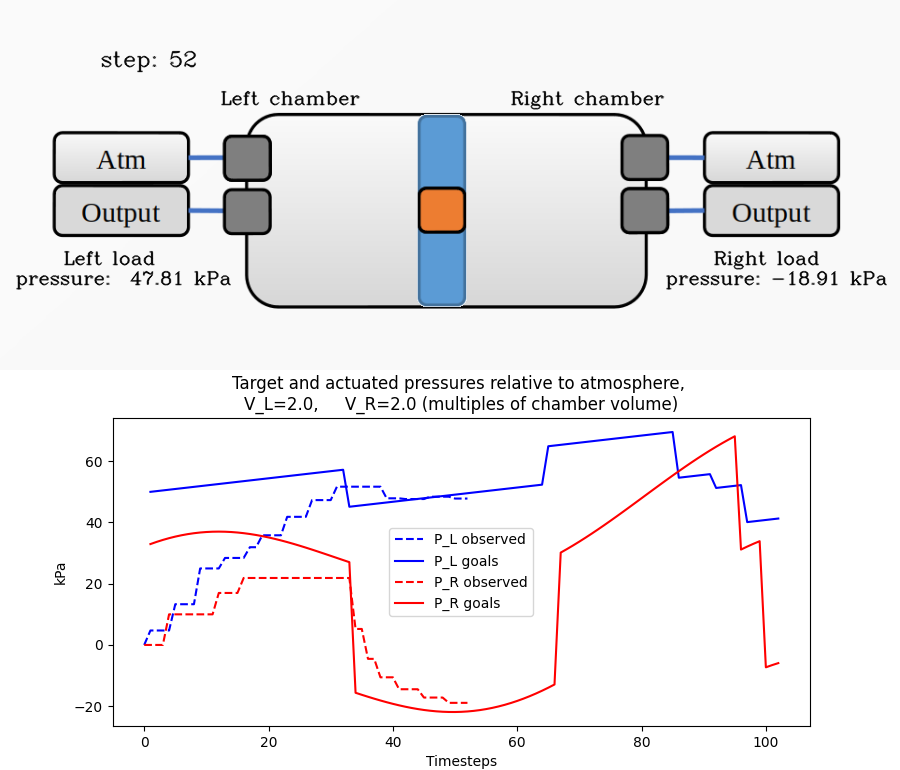 step: 52
Left chamber
Right chamber
Atm
Atm
Output
Output
Left load
pressure: 47.81 kPa
Right load
pressure: −18.91 kPa
Target and actuated pressures relative to atmosphere,
V_L=2.0, V_R=2.0 (multiples of chamber volume)
60
40
20
0
−20
kPa
P_L observed
P_L goals
P_R observed
P_R goals
0 20 40 60 80 100
Timesteps